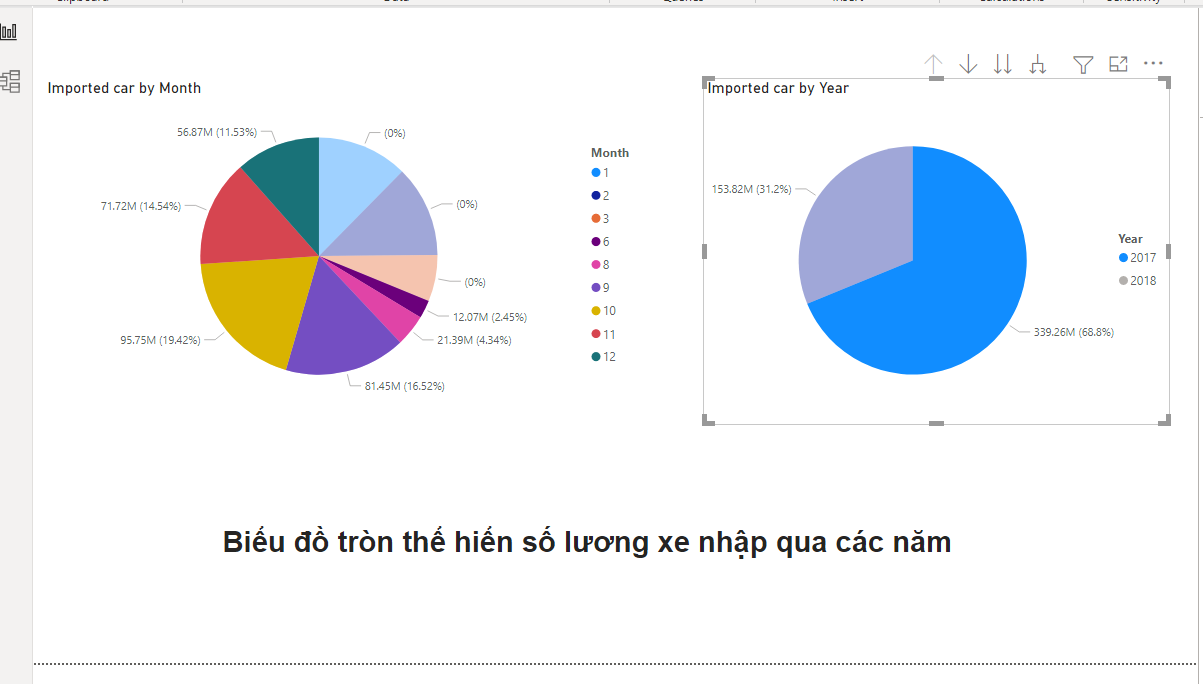 Imported car by Month
56.87M (11.53%)
(0%)
71.72M (14.54%)
(0%)
(0%)
12.07M (2.45%)
95.75M (19.42%)
21.39M (4.34%)
81.45M (16.52%)
Month
1
2
3
6
8
9
10
11
12
Imported car by Year
153.82M (31.2%)
339.26M (68.8%)
Year
2017
2018
Biếu đồ tròn thế hiến số lương xe nhập qua các năm